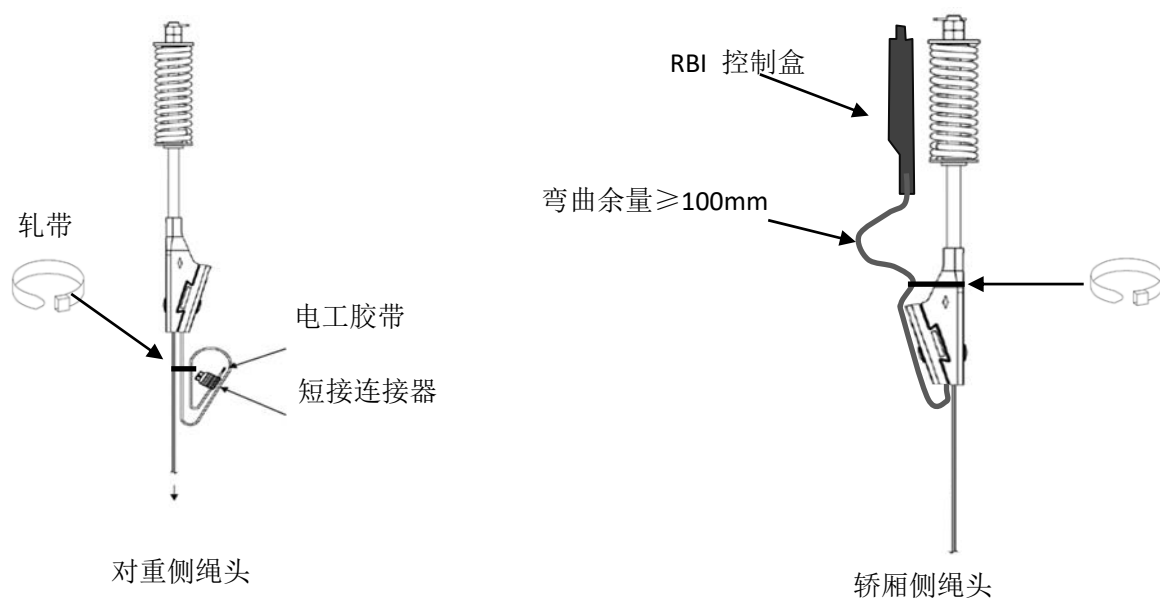 RBI 控制盒
弯曲余量≥100mm
轧带
电工胶带
短接连接器
对重侧绳头
轿厢侧绳头